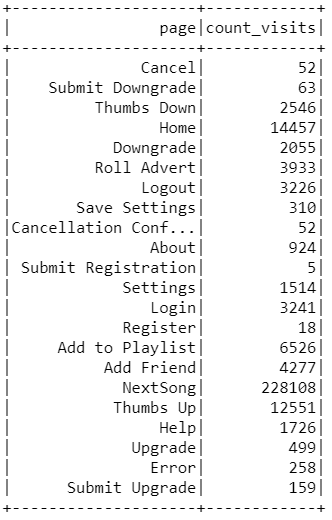 +--------------------+------------+
|                page|count_visits|
+--------------------+------------+
|              Cancel|          52|
|    Submit Downgrade|          63|
|         Thumbs Down|        2546|
|                Home|       14457|
|           Downgrade|        2055|
|         Roll Advert|        3933|
|              Logout|        3226|
|       Save Settings|         310|
|Cancellation Conf...|          52|
|               About|         924|
| Submit Registration|           5|
|            Settings|        1514|
|               Login|        3241|
|            Register|          18|
|     Add to Playlist|        6526|
|          Add Friend|        4277|
|            NextSong|      228108|
|           Thumbs Up|       12551|
|                Help|        1726|
|             Upgrade|         499|
|               Error|         258|
|      Submit Upgrade|         159|
+--------------------+------------+